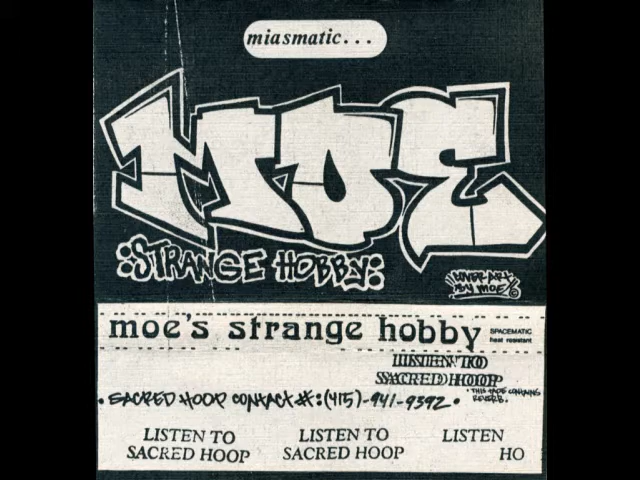 miasmatic...
MOE
STRANGE HOBBY
COVER ART
BY MOE
moe's strange hobby
SPACEMATIC
heat resistant
LISTEN TO
SACRED HOOP
• SACRED HOOP CONTACT #: (415)-941-9392 •
• THIS TAPE CONTAINS
REVERB.
LISTEN TO
SACRED HOOP
LISTEN TO
SACRED HOOP
LISTEN
HO